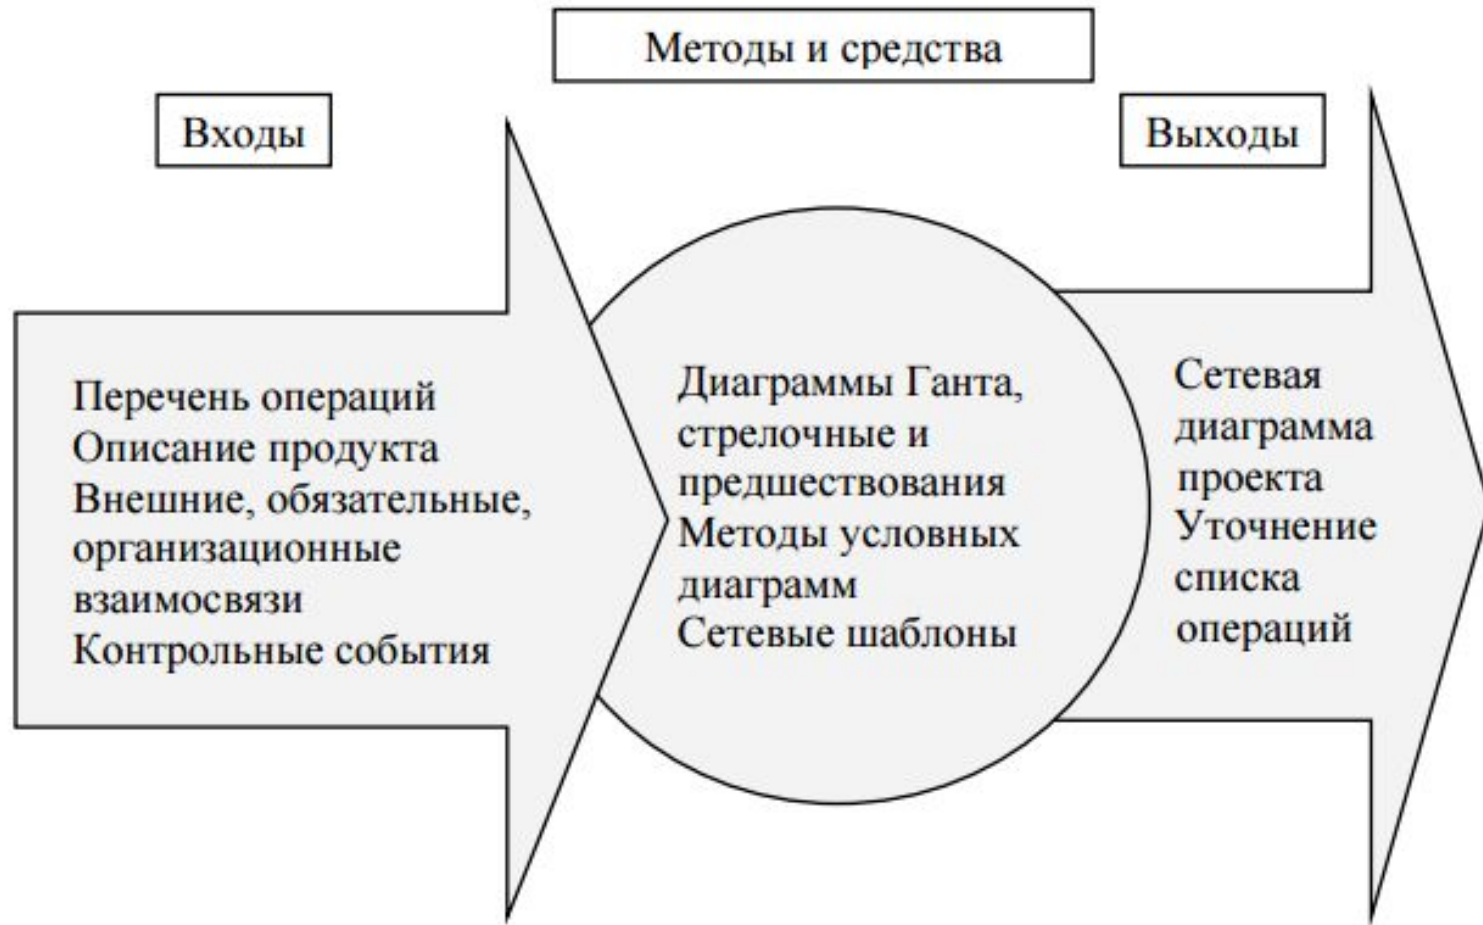 Методы и средства
Входы
Выходы
Перечень операций
Описание продукта
Внешние, обязательные,
организационные
взаимосвязи
Контрольные события
Диаграммы Ганта,
стрелочные и
предшествования
Методы условных
диаграмм
Сетевые шаблоны
Сетевая
диаграмма
проекта
Уточнение
списка
операций